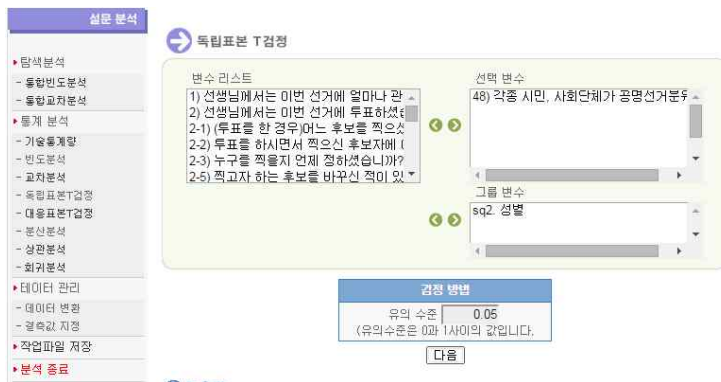 설문 분석
탐색분석
- 통합빈도분석
- 통합교차분석
통계 분석
- 기술통계량
- 빈도분석
- 교차분석
- 독립표본T검정
- 대응표본T검정
- 분산분석
- 상관분석
- 회귀분석
데이터 관리
- 데이터 변환
- 결측값 지정
작업파일 저장
분석 종료
독립표본 T검정
변수 리스트
1) 선생님께서는 이번 선거에 얼마나 관
2) 선생님께서는 이번 선거에 투표하셨
2-1) (투표를 한 경우)어느 후보를 찍으셨
2-2) 투표를 하시면서 찍으신 후보자에
2-3) 누구를 찍을지 언제 정하셨습니까?
2-5) 찍고자 하는 후보를 바꾸신 적이 있
선택 변수
48) 각종 시민, 사회단체가 공명선거분위
그룹 변수
sq2. 성별
검정 방법
유의 수준 0.05
(유의수준은 0과 1사이의 값입니다.
다음